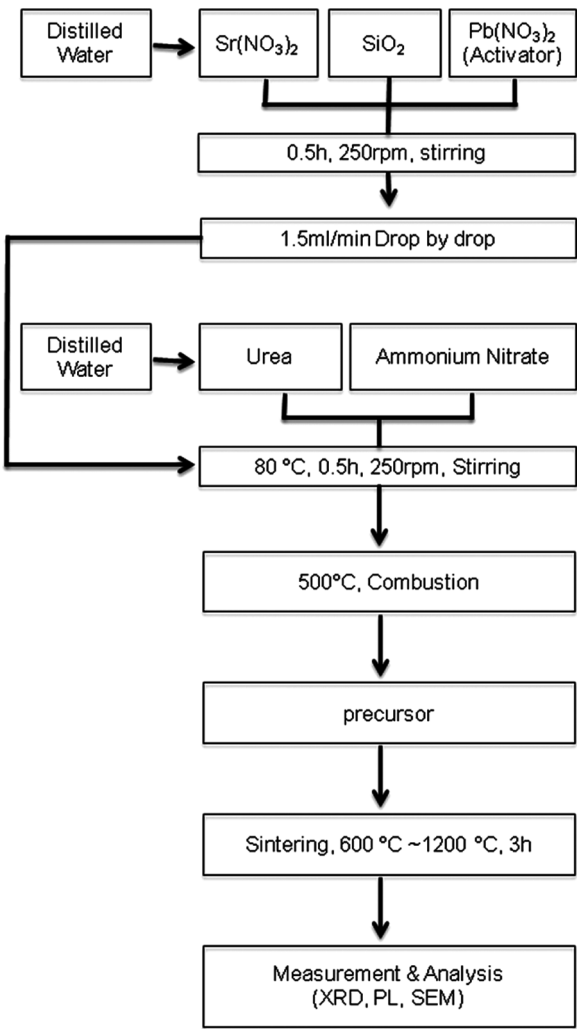 Distilled
Water
Sr(NO₃)₂
SiO₂
Pb(NO₃)₂
(Activator)
0.5h, 250rpm, stirring
1.5ml/min Drop by drop
Distilled
Water
Urea
Ammonium Nitrate
80 °C, 0.5h, 250rpm, Stirring
500°C, Combustion
precursor
Sintering, 600 °C ~1200 °C, 3h
Measurement & Analysis
(XRD, PL, SEM)